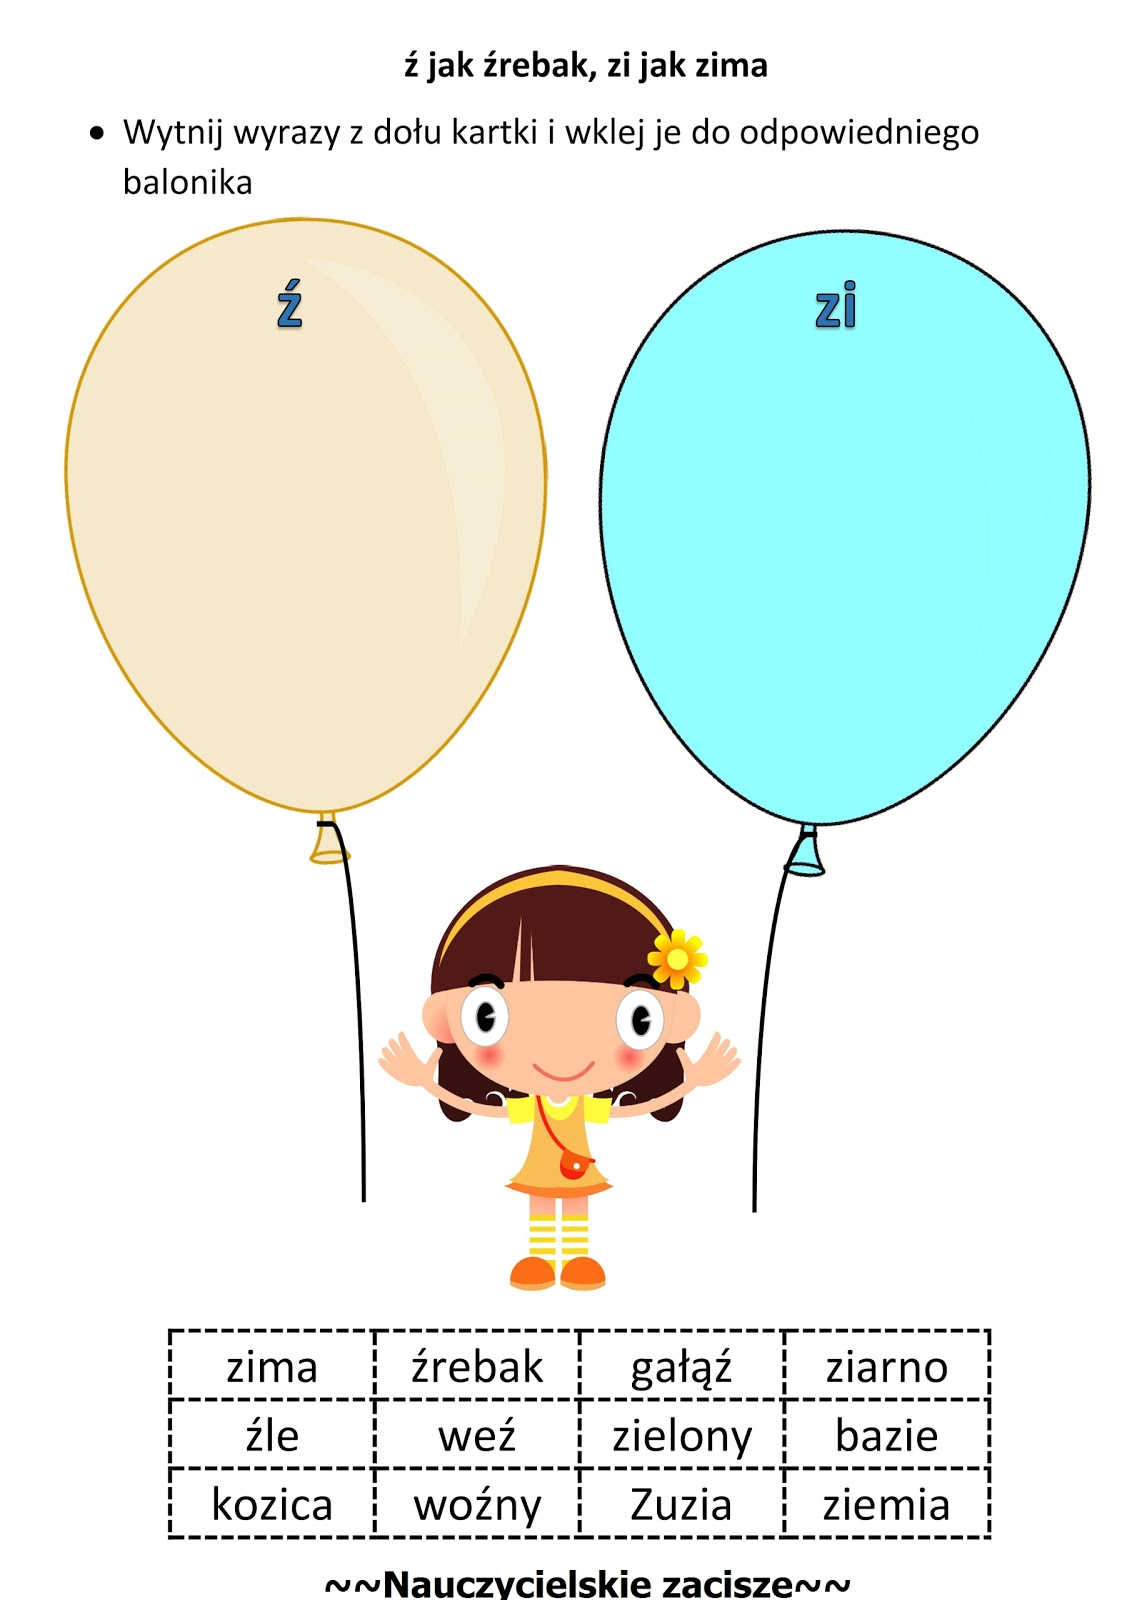 ź jak źrebak, zi jak zima
• Wytnij wyrazy z dołu kartki i wklej je do odpowiedniego
balonika
ź zi
zima źrebak gałąź ziarno
źle weź zielony bazie
kozica woźny Zuzia ziemia
~~Nauczycielskie zacisze~~